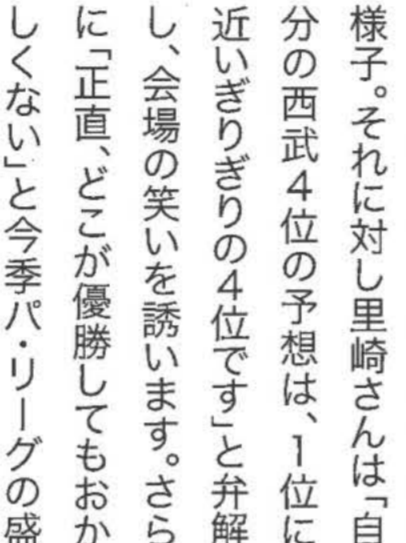 様子。それに対し里崎さんは「自
分の西武4位の予想は、1位に
近いぎりぎりの4位です」と弁解
し、会場の笑いを誘います。さら
に「正直、どこが優勝してもおか
しくない」と今季パ・リーグの盛